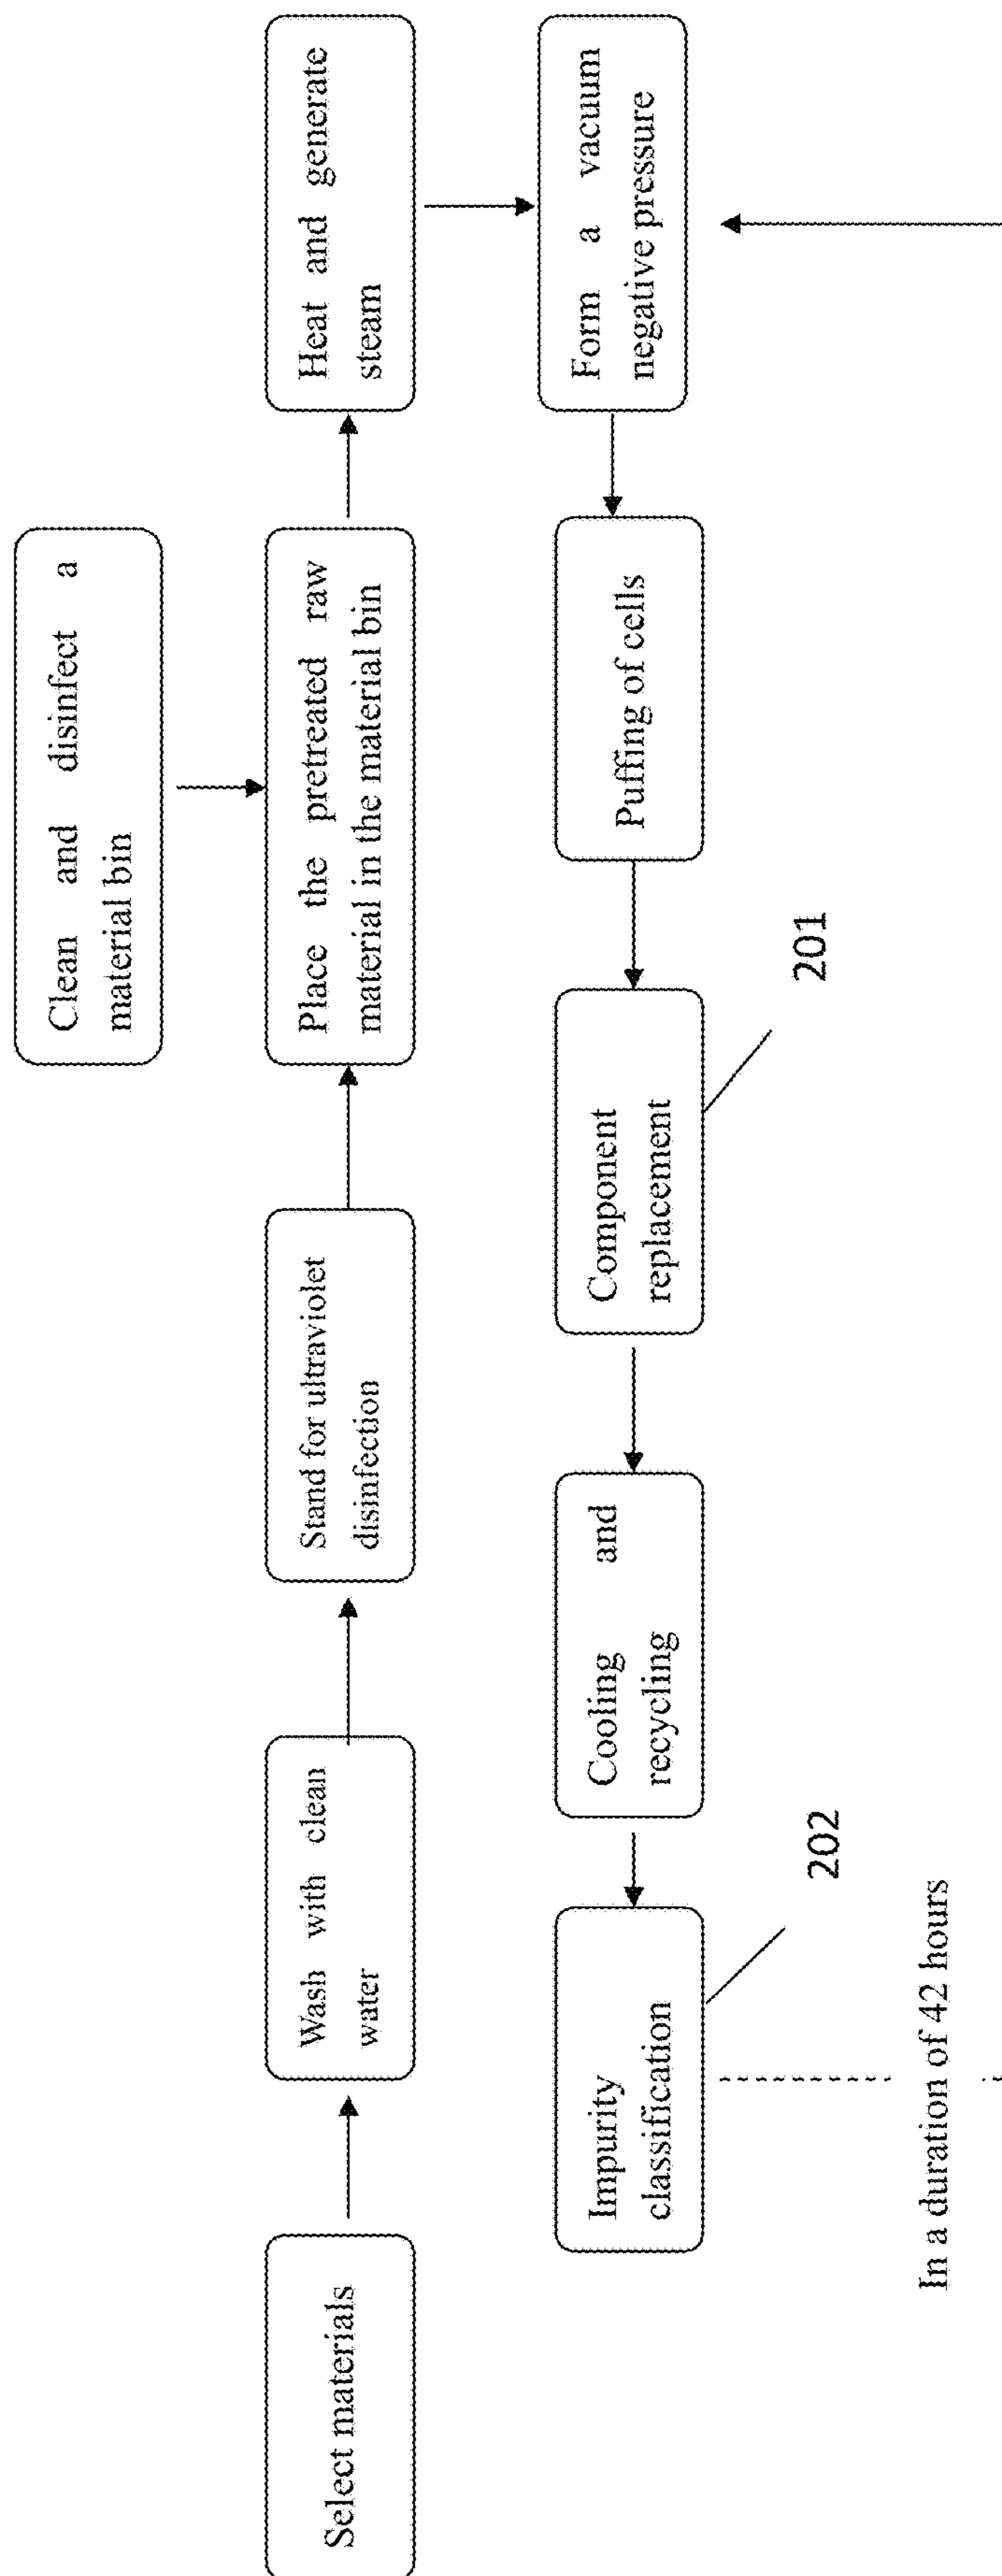 Clean and disinfect a
material bin
Select materials
Wash with clean
water
Stand for ultraviolet
disinfection
Place the pretreated raw
material in the material bin
Heat and generate
steam
Form a vacuum
negative pressure
Puffing of cells
Component
replacement
201
Cooling and
recycling
Impurity
classification
202
In a duration of 42 hours